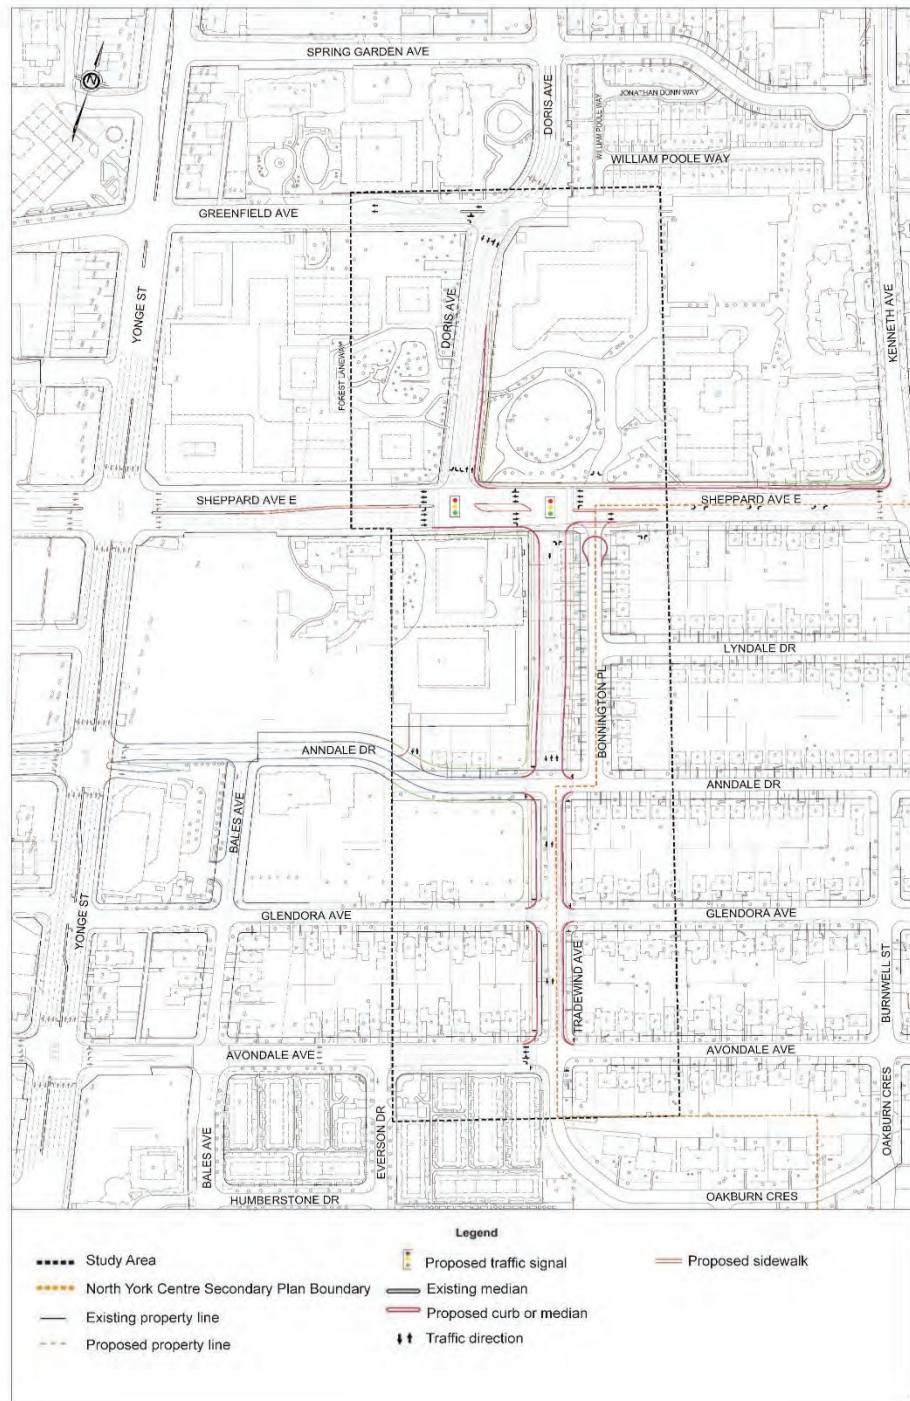 SPRING GARDEN AVE
DORIS AVE
JONATHAN DUNN WAY
WILLIAM POOLE WAY
WILLIAM POOLE WAY
GREENFIELD AVE
YONGE ST
DORIS AVE
FOREST LANEWAY
KENNETH AVE
SHEPPARD AVE E
SHEPPARD AVE E
LYNDALE DR
BONNINGTON PL
ANNDALE DR
ANNDALE DR
BALES AVE
YONGE ST
GLENDORA AVE
GLENDORA AVE
TRADEWIND AVE
BURNWELL ST
AVONDALE AVE
AVONDALE AVE
BALES AVE
EVERSON DR
OAKBURN CRES
HUMBERSTONE DR
OAKBURN CRES
Legend
Study Area
North York Centre Secondary Plan Boundary
Existing property line
Proposed property line
Proposed traffic signal
Existing median
Proposed curb or median
Traffic direction
Proposed sidewalk